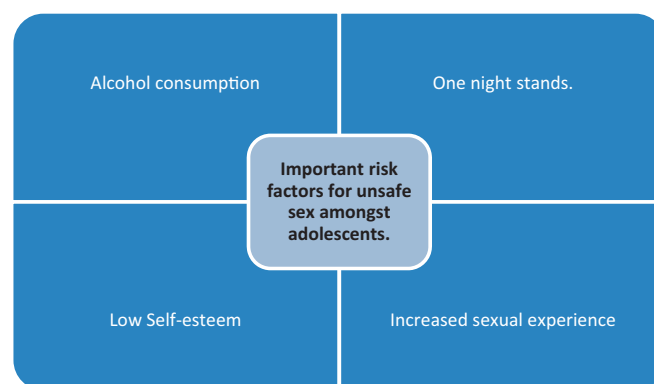 Alcohol consumption
One night stands.
Important risk
factors for unsafe
sex amongst
adolescents.
Low Self-esteem
Increased sexual experience